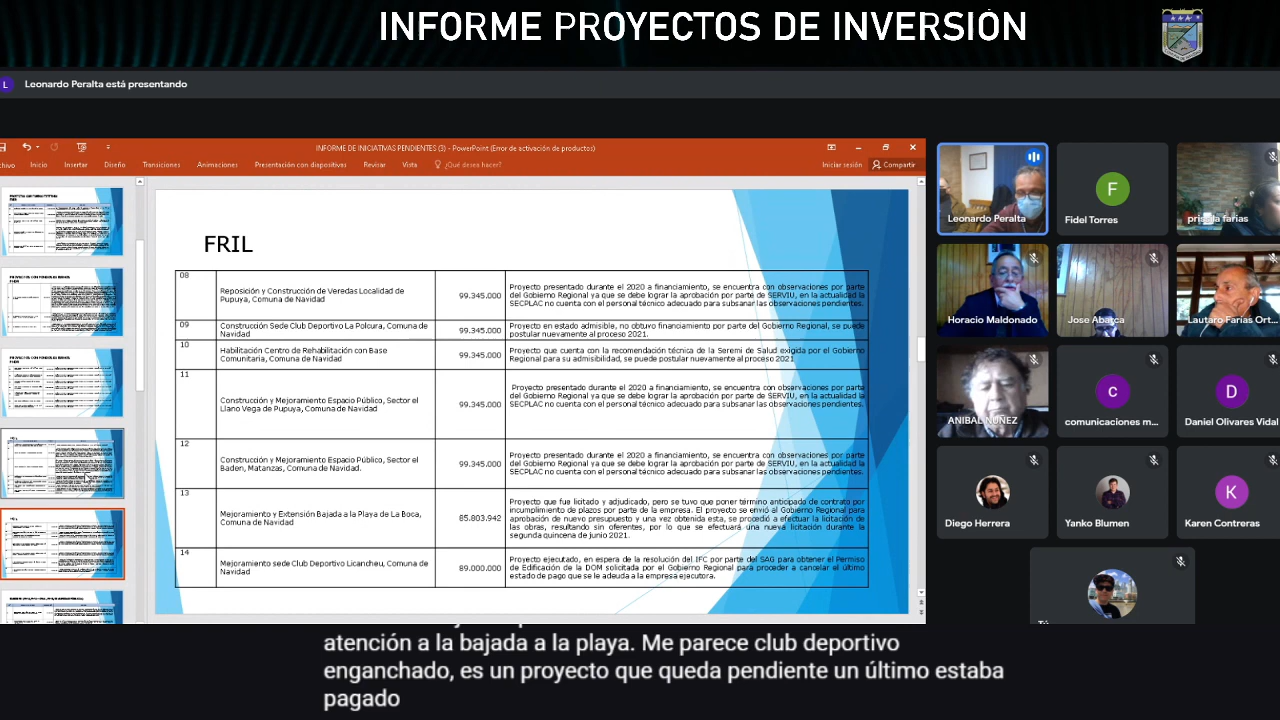 INFORME PROYECTOS DE INVERSIÓN
L
Leonardo Peralta está presentando
INFORME DE INICIATIVAS PENDIENTES (3) - PowerPoint (Error de activación de productos)
chivo
Inicio
Insertar
Diseño
Transiciones
Animaciones
Presentación con diapositivas
Revisar
Vista
¿Qué desea hacer?
Iniciar sesión
Compartir
FRIL
08
Reposición y Construcción de Veredas Localidad de
Pupuya, Comuna de Navidad
99.345.000
Proyecto presentado durante el 2020 a financiamiento, se encuentra con observaciones por parte
del Gobierno Regional ya que se debe lograr la aprobación por parte de SERVIU, en la actualidad la
SECPLAC no cuenta con el personal técnico adecuado para subsanar las observaciones pendientes.
09
Construcción Sede Club Deportivo La Polcura, Comuna de
Navidad
99.345.000
Proyecto en estado admisible, no obtuvo financiamiento por parte del Gobierno Regional, se puede
postular nuevamente al proceso 2021.
10
Habilitación Centro de Rehabilitación con Base
Comunitaria, Comuna de Navidad
99.345.000
Proyecto que cuenta con la recomendación técnica de la Seremi de Salud exigida por el Gobierno
Regional para su admisibilidad, se puede postular nuevamente al proceso 2021
11
Construcción y Mejoramiento Espacio Público, Sector el
Llano Vega de Pupuya, Comuna de Navidad
99.345.000
Proyecto presentado durante el 2020 a financiamiento, se encuentra con observaciones por parte
del Gobierno Regional ya que se debe lograr la aprobación por parte de SERVIU, en la actualidad la
SECPLAC no cuenta con el personal técnico adecuado para subsanar las observaciones pendientes.
12
Construcción y Mejoramiento Espacio Público, Sector el
Baden, Matanzas, Comuna de Navidad.
99.345.000
Proyecto presentado durante el 2020 a financiamiento, se encuentra con observaciones por parte
del Gobierno Regional ya que se debe lograr la aprobación por parte de SERVIU, en la actualidad la
SECPLAC no cuenta con el personal técnico adecuado para subsanar las observaciones pendientes.
13
Mejoramiento y Extensión Bajada a la Playa de La Boca,
Comuna de Navidad
85.803.942
Proyecto que fue licitado y adjudicado, pero se tuvo que poner término anticipado de contrato por
incumplimiento de plazos por parte de la empresa. El proyecto se envió al Gobierno Regional para
aprobación de nuevo presupuesto y una vez obtenida esta, se procedió a efectuar la licitación de
las obras, resultando sin oferentes, por lo que se efectuará una nueva licitación durante la
segunda quincena de junio 2021.
14
Mejoramiento sede Club Deportivo Licancheu, Comuna de
Navidad
89.000.000
Proyecto ejecutado, en espera de la resolución del IFC por parte del SAG para obtener el Permiso
de Edificación de la DOM solicitada por el Gobierno Regional para proceder a cancelar el último
estado de pago que se le adeuda a la empresa ejecutora.
Leonardo Peralta
F
Fidel Torres
priscila farias
Horacio Maldonado
Jose Abarca
Lautaro Farias Ort...
ANIBAL NUÑEZ
c
comunicaciones m...
D
Daniel Olivares Vidal
Diego Herrera
Yanko Blumen
K
Karen Contreras
Tú
atención a la bajada a la playa. Me parece club deportivo
enganchado, es un proyecto que queda pendiente un último estaba
pagado